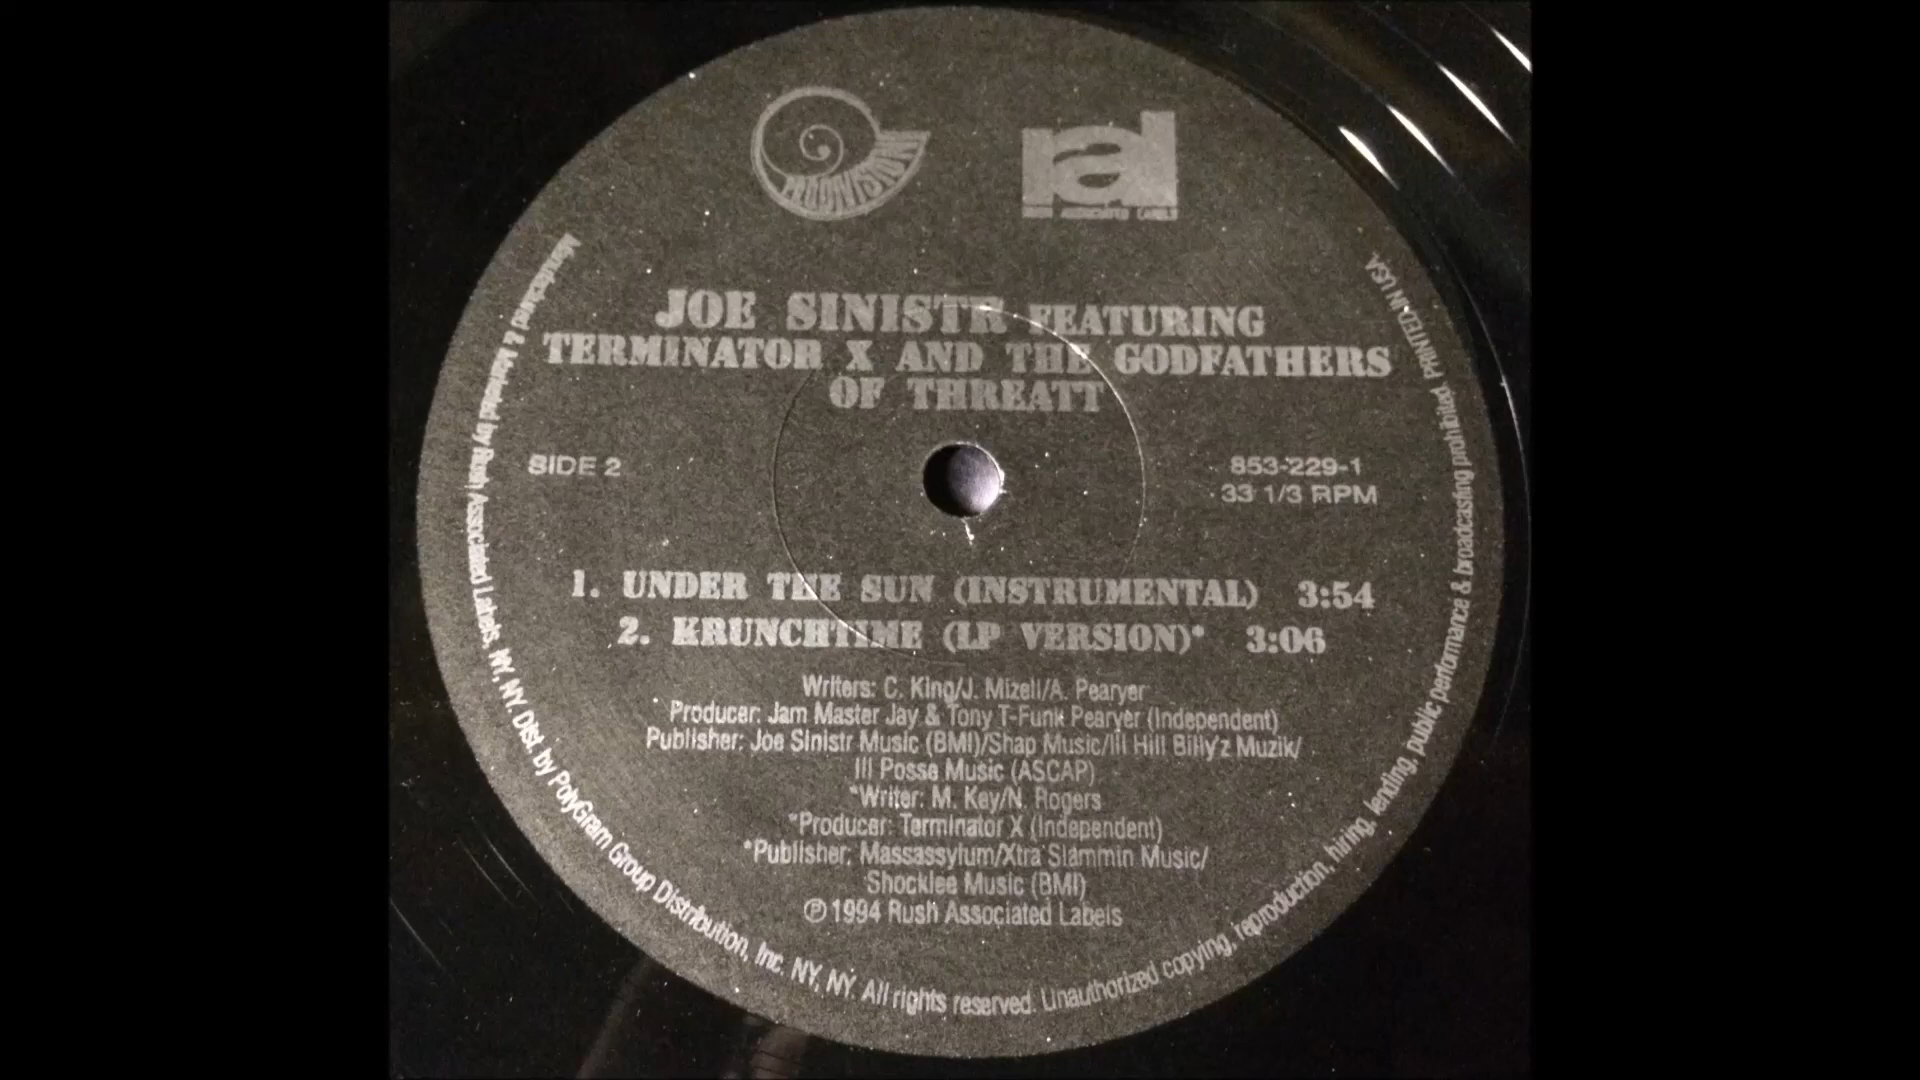 PRODIVISION
ral
RUSH ASSOCIATED LABELS
JOE SINISTR FEATURING
TERMINATOR X AND THE GODFATHERS
OF THREATT
SIDE 2
853-229-1
33 1/3 RPM
1. UNDER THE SUN (INSTRUMENTAL) 3:54
2. KRUNCHTIME (LP VERSION)* 3:06
Writers: C. King/J. Mizell/A. Pearyer
Producer: Jam Master Jay & Tony T-Funk Pearyer (Independent)
Publisher: Joe Sinistr Music (BMI)/Shap Music/Ill Hill Billy'z Muzik/
Ill Posse Music (ASCAP)
*Writer: M. Key/N. Rogers
*Producer: Terminator X (Independent)
*Publisher: Massassylum/Xtra Slammin Music/
Shocklee Music (BMI)
℗ 1994 Rush Associated Labels
Manufactured & Marketed by Rush Associated Labels, NY, NY. Dist. by PolyGram Group Distribution, Inc. NY, NY. All rights reserved. Unauthorized copying, reproduction, hiring, lending, public performance & broadcasting prohibited. PRINTED IN USA.